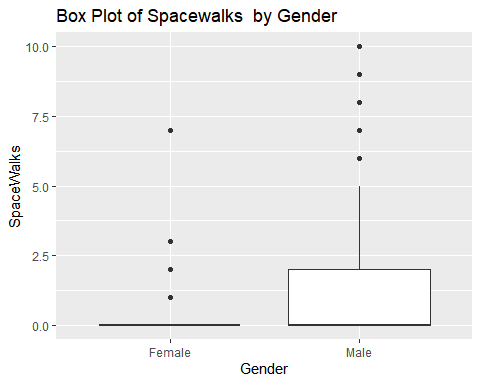 Box Plot of Spacewalks  by Gender
10.0
7.5
5.0
2.5
0.0
SpaceWalks
Female
Male
Gender